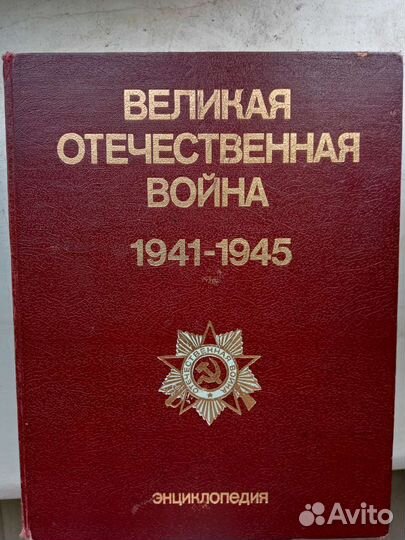 ВЕЛИКАЯ
ОТЕЧЕСТВЕННАЯ
ВОЙНА
1941-1945
ОТЕЧЕСТВЕННАЯ ВОЙНА
ЭНЦИКЛОПЕДИЯ
Avito